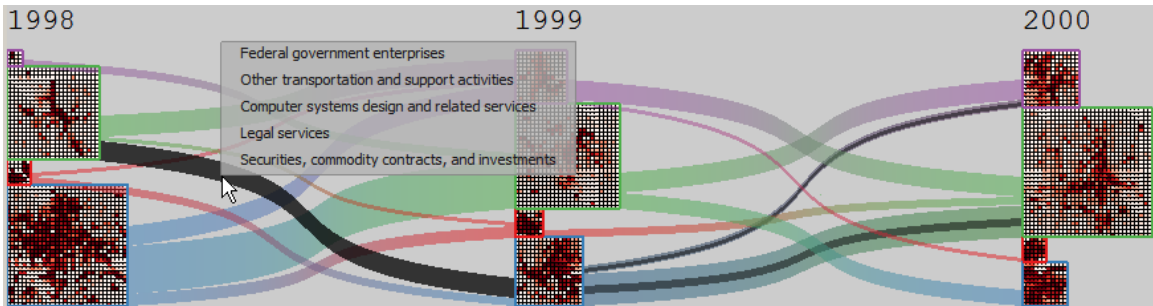 1998
1999
2000
Federal government enterprises
Other transportation and support activities
Computer systems design and related services
Legal services
Securities, commodity contracts, and investments